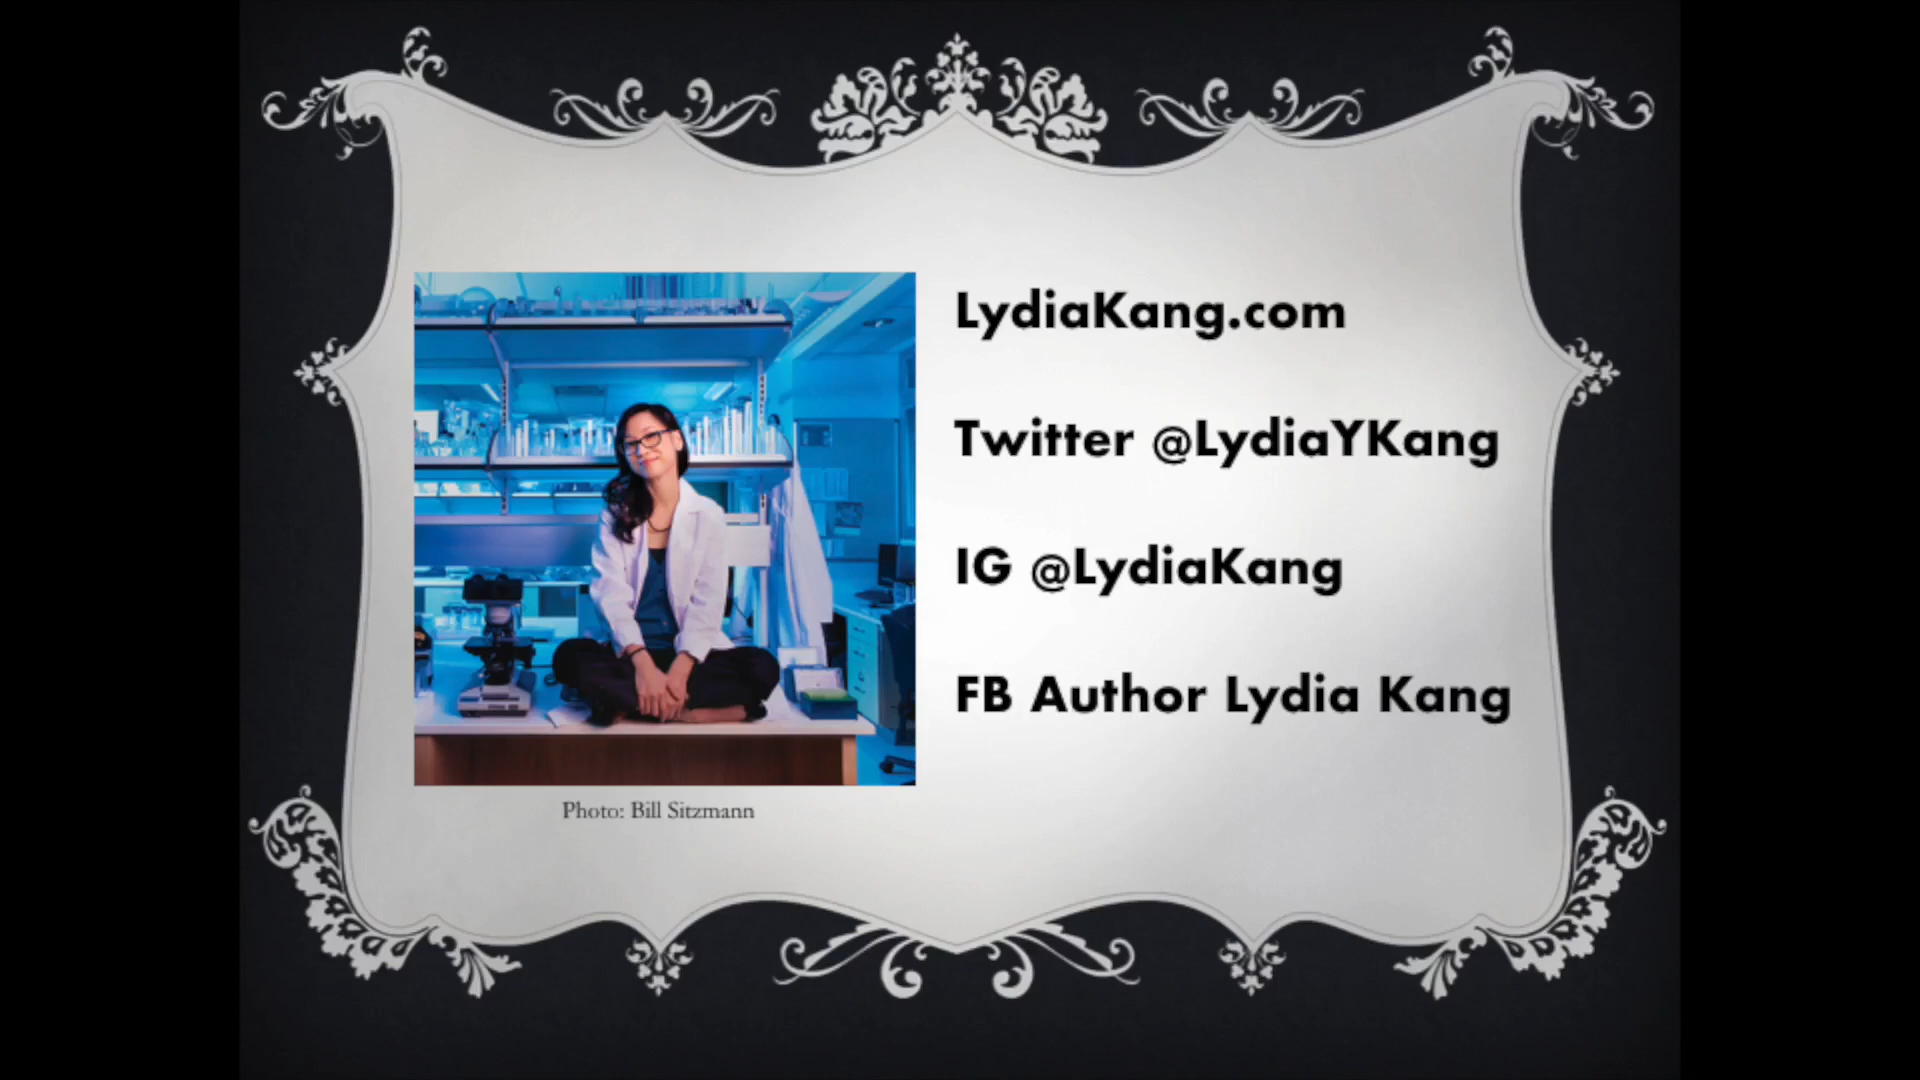 LydiaKang.com
Twitter @LydiaYKang
IG @LydiaKang
FB Author Lydia Kang
Photo: Bill Sitzmann